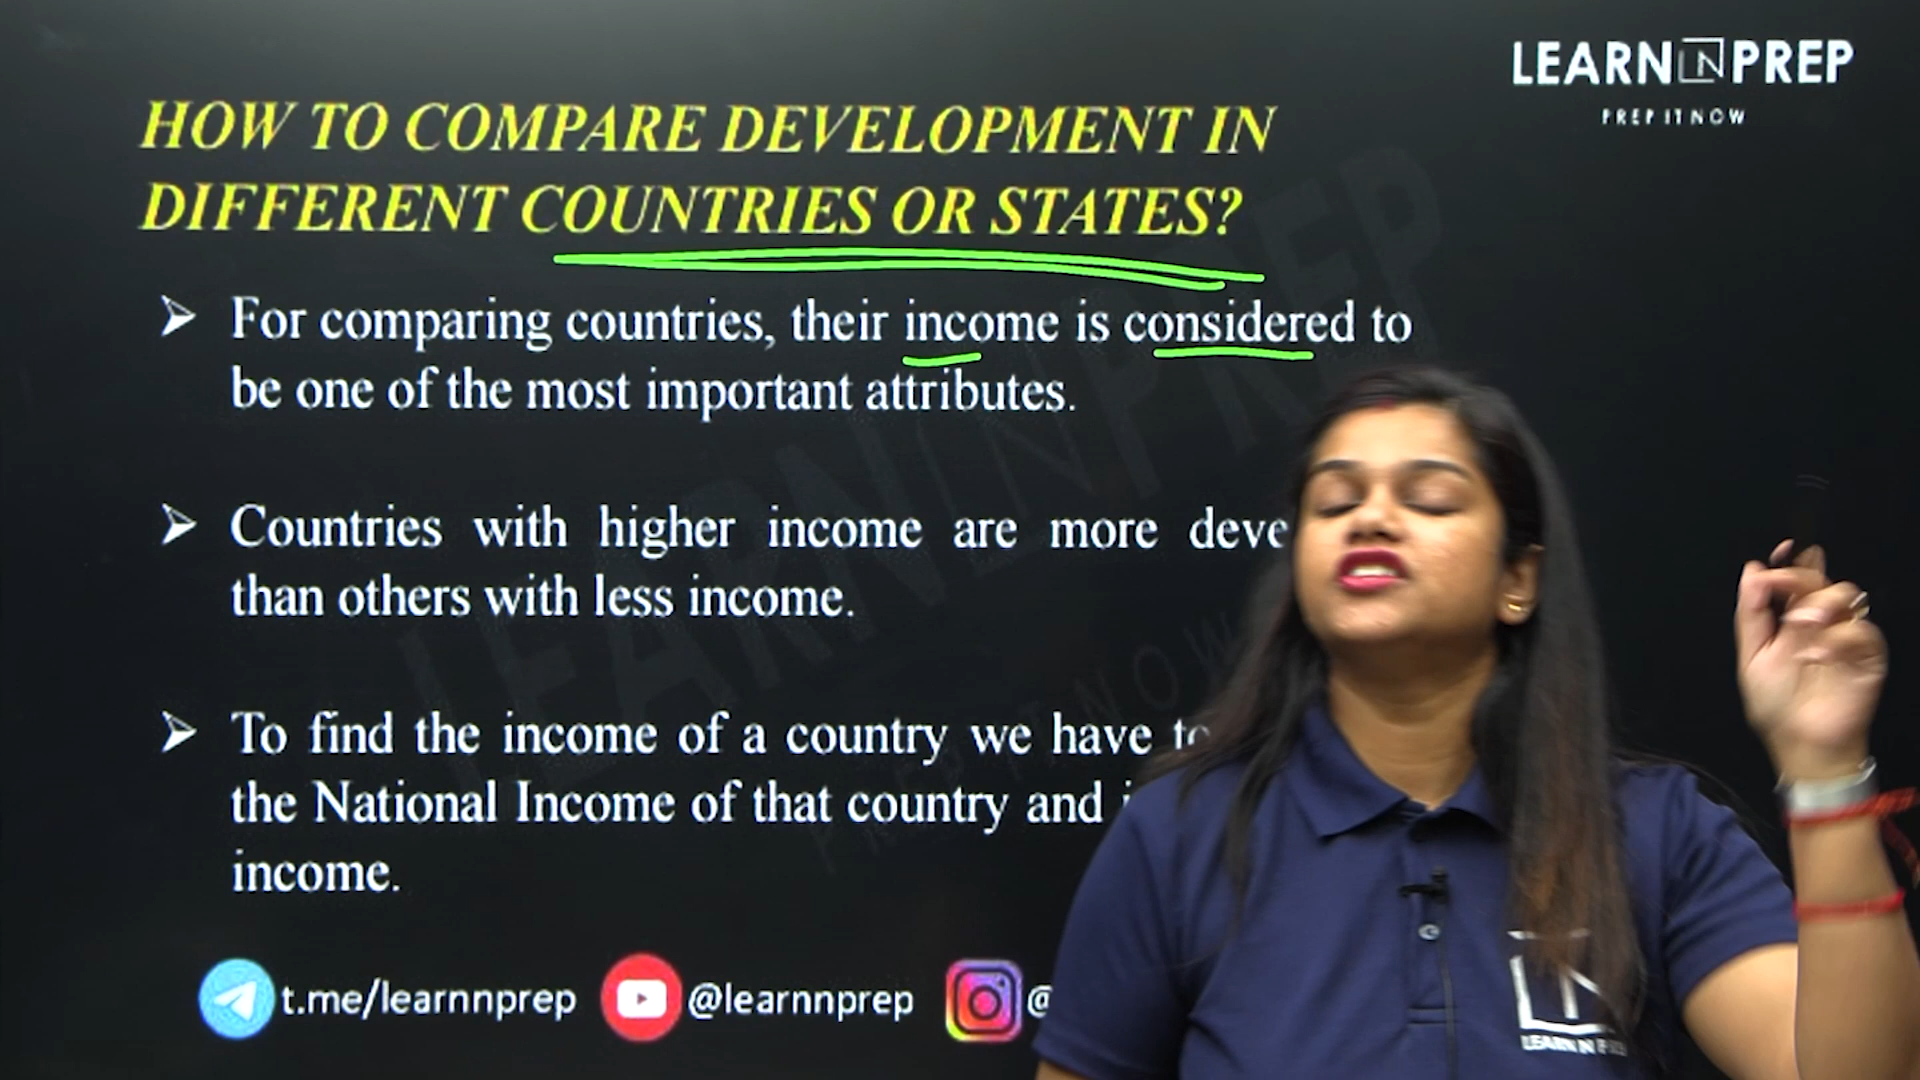 LEARN IN PREP
PREP IT NOW
HOW TO COMPARE DEVELOPMENT IN
DIFFERENT COUNTRIES OR STATES?
➤ For comparing countries, their income is considered to
be one of the most important attributes.
➤ Countries with higher income are more
than others with less income.
➤ To find the income of a country we have
the National Income of that country and
income.
t.me/learnnprep
@learnnprep
@
LEARN IN